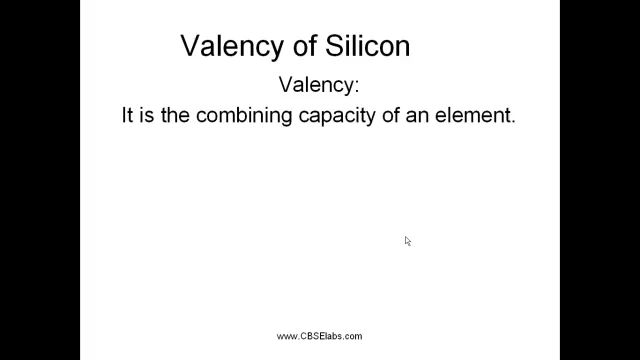 Valency of Silicon
Valency:
It is the combining capacity of an element.
www.CBSElabs.com